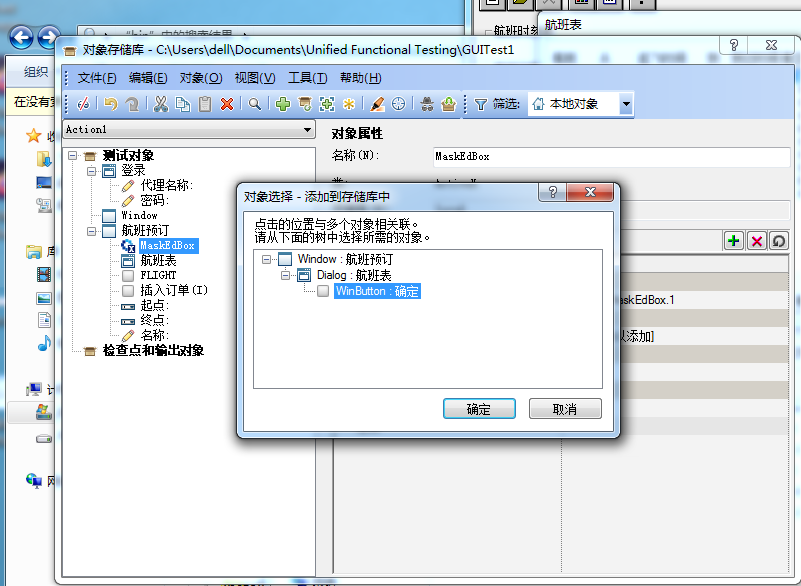 航班时刻
航班表
对象存储库 - C:\Users\dell\Documents\Unified Functional Testing\GUITest1
组织
文件(F) 编辑(E) 对象(O) 视图(V) 工具(T) 帮助(H)
在没有
筛选: 本地对象
Action1
对象属性
测试对象
名称(N): MaskEdBox
登录
代理名称:
密码:
对象选择 - 添加到存储库中
Window
航班预订
点击的位置与多个对象相关联。
请从下面的树中选择所需的对象。
MaskEdBox
航班表
Window : 航班预订
FLIGHT
Dialog : 航班表
插入订单(I)
WinButton : 确定
askEdBox.1
起点:
终点:
名称:
以添加]
检查点和输出对象
确定 取消